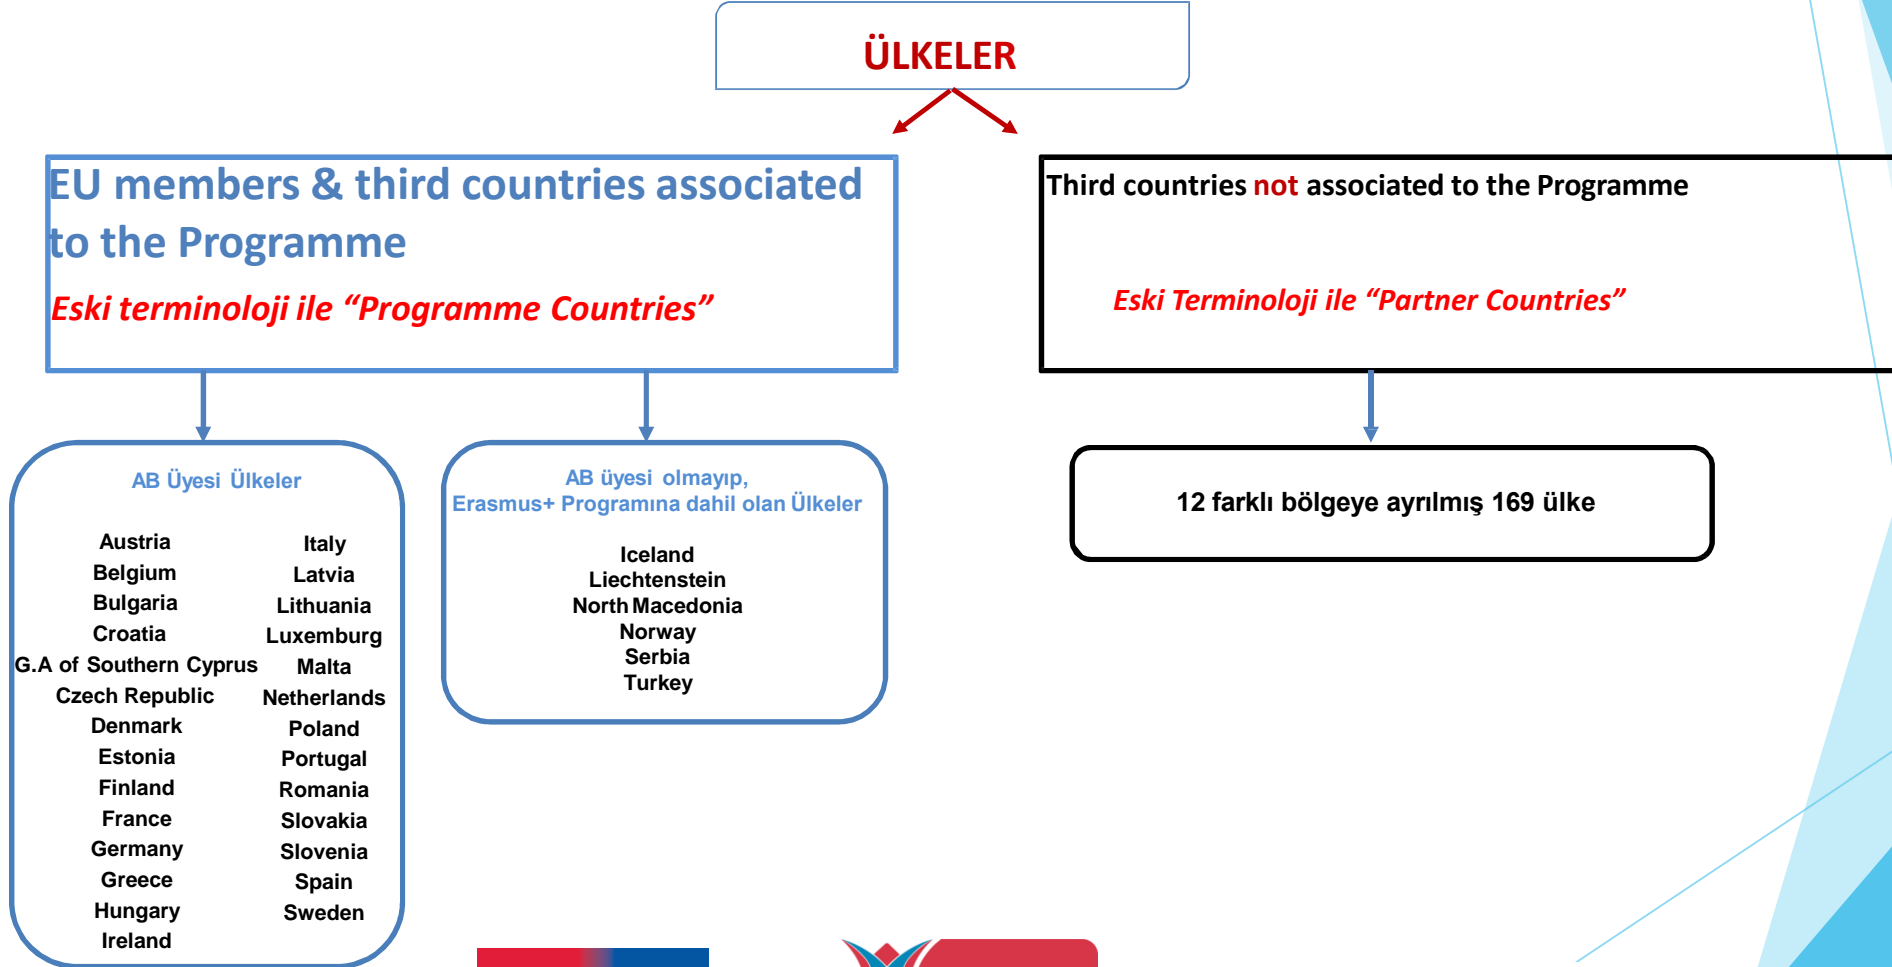 ÜLKELER
EU members & third countries associated
to the Programme
Eski terminoloji ile “Programme Countries”
Third countries not associated to the Programme
Eski Terminoloji ile “Partner Countries”
AB Üyesi Ülkeler
Austria
Belgium
Bulgaria
Croatia
G.A of Southern Cyprus
Czech Republic
Denmark
Estonia
Finland
France
Germany
Greece
Hungary
Ireland
Italy
Latvia
Lithuania
Luxemburg
Malta
Netherlands
Poland
Portugal
Romania
Slovakia
Slovenia
Spain
Sweden
AB üyesi olmayıp,
Erasmus+ Programına dahil olan Ülkeler
Iceland
Liechtenstein
North Macedonia
Norway
Serbia
Turkey
12 farklı bölgeye ayrılmış 169 ülke